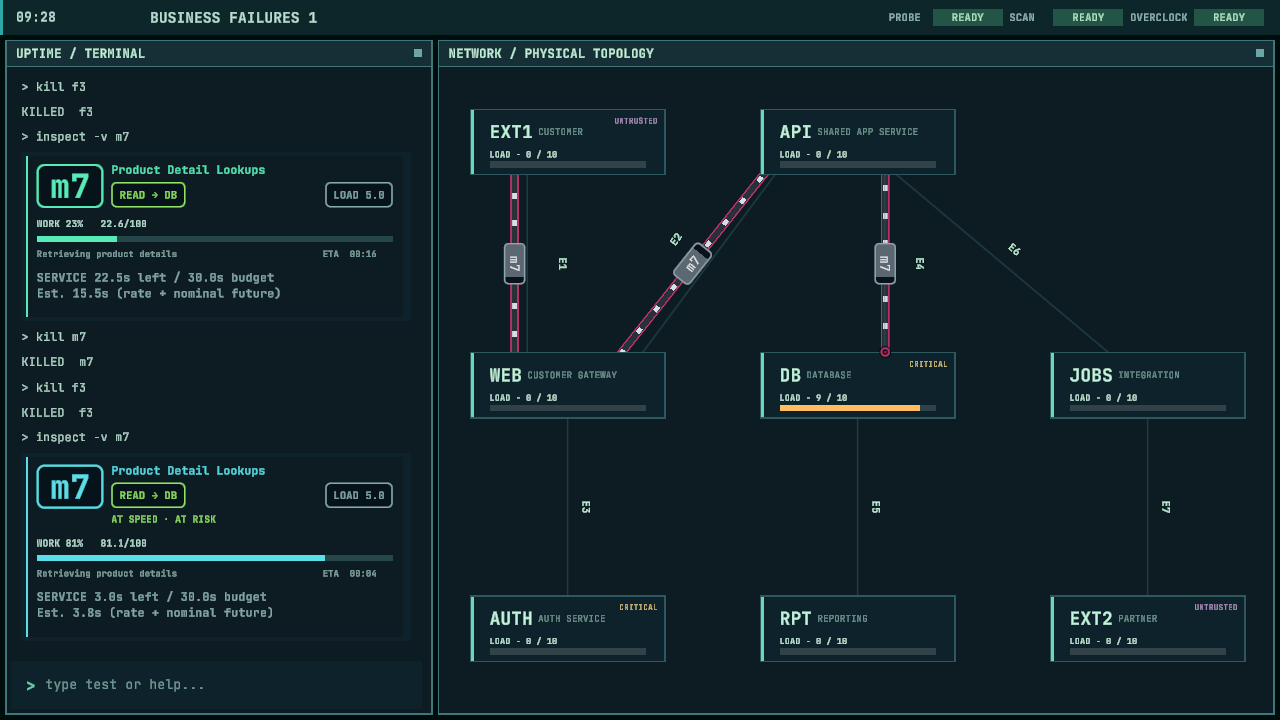 09:28
BUSINESS FAILURES 1
PROBE READY SCAN READY OVERCLOCK READY
UPTIME / TERMINAL
> kill f3
KILLED f3
> inspect -v m7
m7
Product Detail Lookups
READ → DB
LOAD 5.0
WORK 23% 22.6/100
Retrieving product details ETA 00:16
SERVICE 22.5s left / 30.0s budget
Est. 15.5s (rate + nominal future)
> kill m7
KILLED m7
> kill f3
KILLED f3
> inspect -v m7
m7
Product Detail Lookups
READ → DB
LOAD 5.0
AT SPEED · AT RISK
WORK 81% 81.1/100
Retrieving product details ETA 00:04
SERVICE 3.0s left / 30.0s budget
Est. 3.8s (rate + nominal future)
> type test or help...
NETWORK / PHYSICAL TOPOLOGY
UNTRUSTED
EXT1 CUSTOMER
LOAD - 0 / 10
API SHARED APP SERVICE
LOAD - 0 / 10
m7
E1
E2
m7
m7
E4
E6
WEB CUSTOMER GATEWAY
LOAD - 0 / 10
CRITICAL
DB DATABASE
LOAD - 9 / 10
JOBS INTEGRATION
LOAD - 0 / 10
E3
E5
E7
CRITICAL
AUTH AUTH SERVICE
LOAD - 0 / 10
RPT REPORTING
LOAD - 0 / 10
UNTRUSTED
EXT2 PARTNER
LOAD - 0 / 10